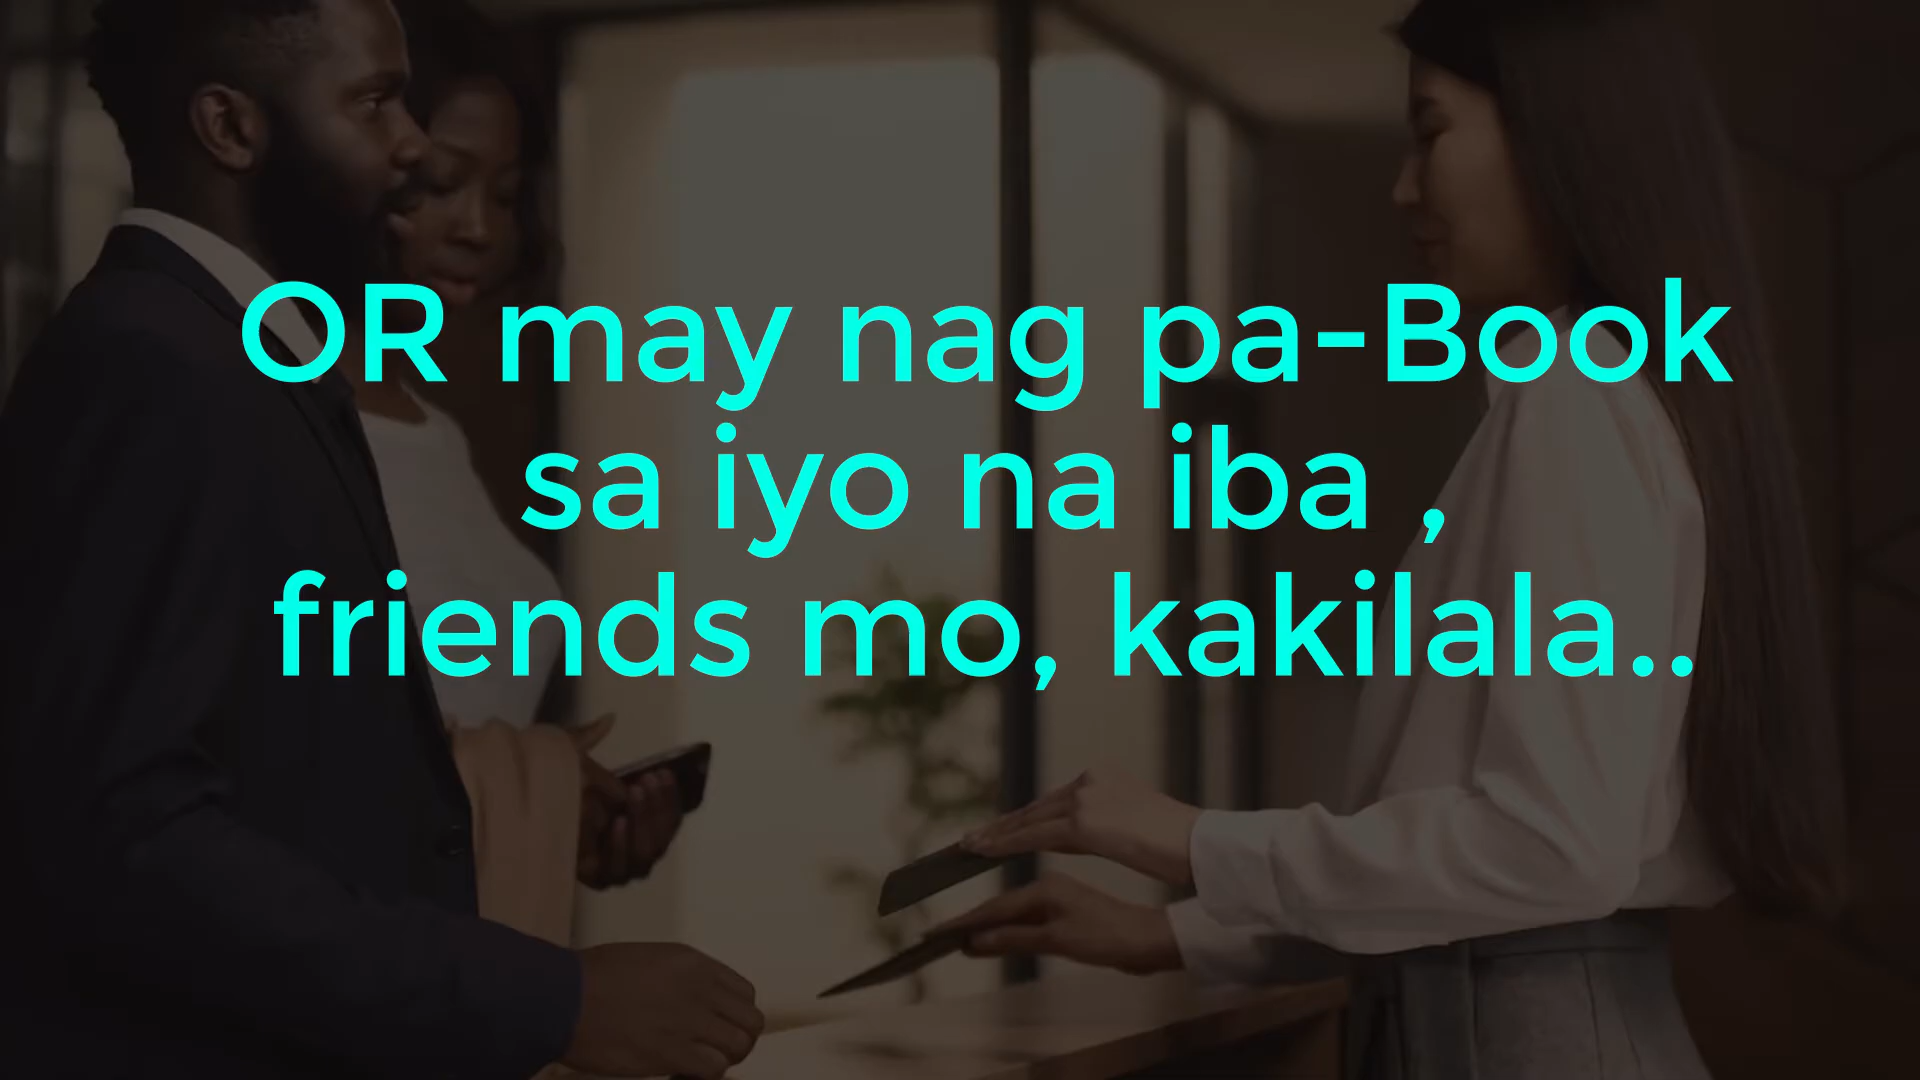 OR may nag pa-Book
sa iyo na iba ,
friends mo, kakilala..